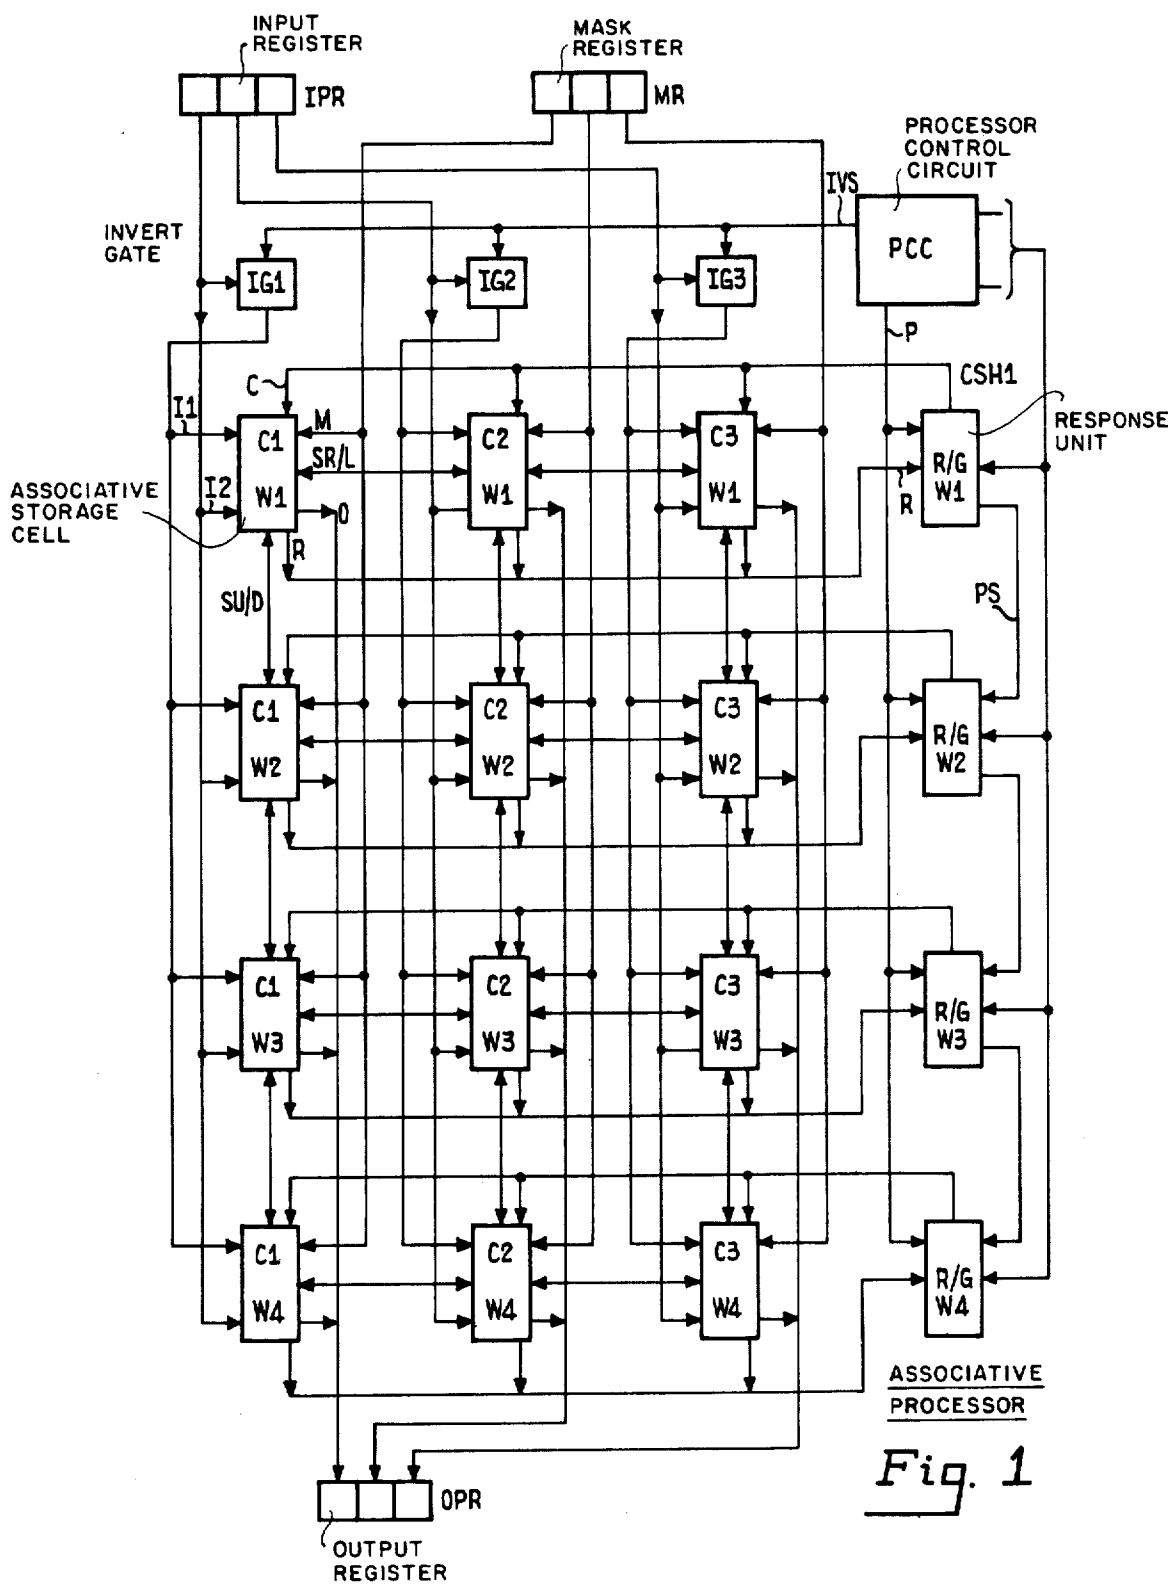 INPUT
REGISTER
IPR
MASK
REGISTER
MR
PROCESSOR
CONTROL
CIRCUIT
IVS
PCC
INVERT
GATE
IG1
IG2
IG3
P
C
CSH1
I1
M
C1
W1
SR/L
C2
W1
C3
W1
R/G
W1
RESPONSE
UNIT
R
I2
O
ASSOCIATIVE
STORAGE
CELL
R
SU/D
PS
C1
W2
C2
W2
C3
W2
R/G
W2
C1
W3
C2
W3
C3
W3
R/G
W3
C1
W4
C2
W4
C3
W4
R/G
W4
ASSOCIATIVE
PROCESSOR
Fig. 1
OPR
OUTPUT
REGISTER